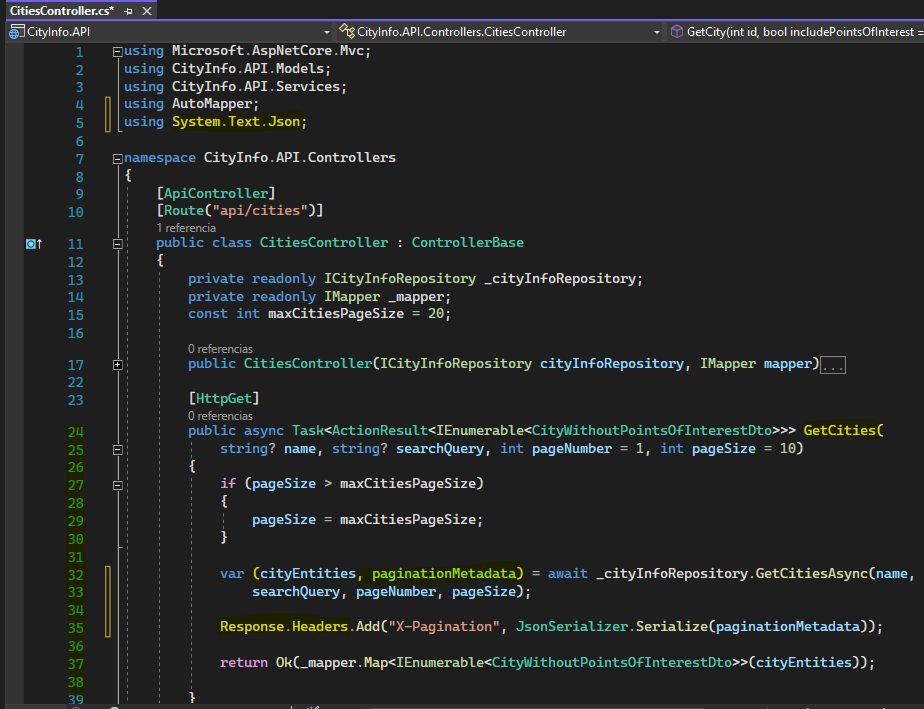 CitiesController.cs*
CityInfo.API
CityInfo.API.Controllers.CitiesController
GetCity(int id, bool includePointsOfInterest =
1 using Microsoft.AspNetCore.Mvc;
2 using CityInfo.API.Models;
3 using CityInfo.API.Services;
4 using AutoMapper;
5 using System.Text.Json;
6
7 namespace CityInfo.API.Controllers
8 {
9 [ApiController]
10 [Route("api/cities")]
1 referencia
11 public class CitiesController : ControllerBase
12 {
13 private readonly ICityInfoRepository _cityInfoRepository;
14 private readonly IMapper _mapper;
15 const int maxCitiesPageSize = 20;
16
0 referencias
17 public CitiesController(ICityInfoRepository cityInfoRepository, IMapper mapper)...
22
23 [HttpGet]
0 referencias
24 public async Task<ActionResult<IEnumerable<CityWithoutPointsOfInterestDto>>> GetCities(
25 string? name, string? searchQuery, int pageNumber = 1, int pageSize = 10)
26 {
27 if (pageSize > maxCitiesPageSize)
28 {
29 pageSize = maxCitiesPageSize;
30 }
31
32 var (cityEntities, paginationMetadata) = await _cityInfoRepository.GetCitiesAsync(name,
33 searchQuery, pageNumber, pageSize);
34
35 Response.Headers.Add("X-Pagination", JsonSerializer.Serialize(paginationMetadata));
36
37 return Ok(_mapper.Map<IEnumerable<CityWithoutPointsOfInterestDto>>(cityEntities));
38
39 }